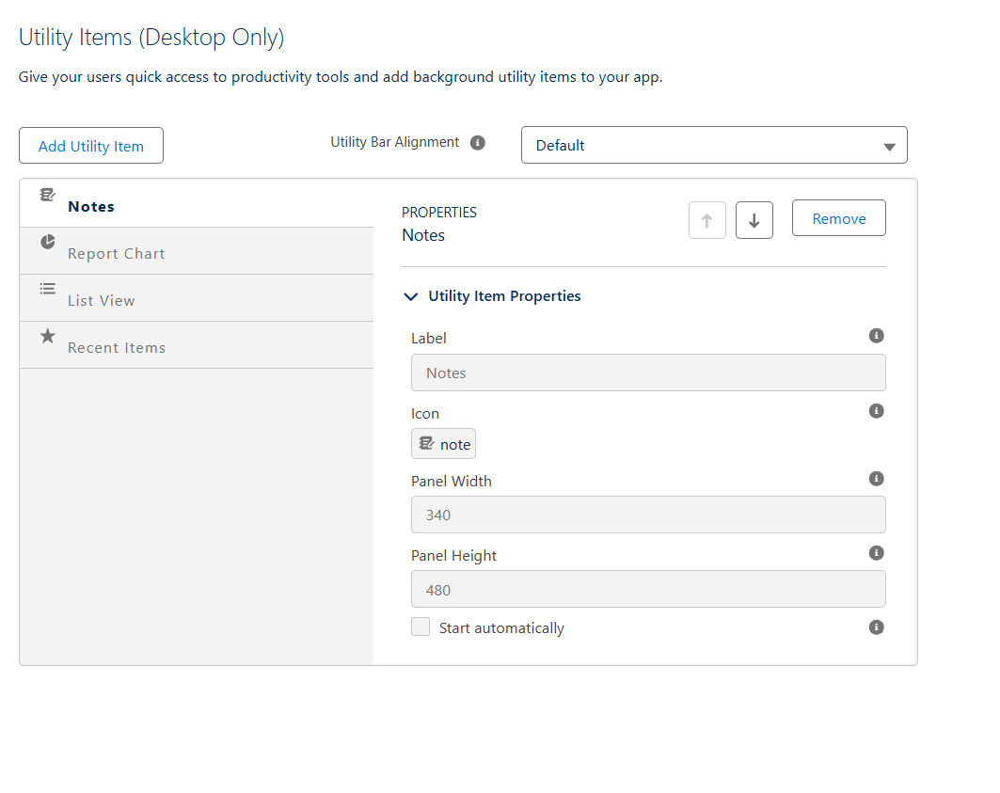 Utility Items (Desktop Only)
Give your users quick access to productivity tools and add background utility items to your app.
Add Utility Item
Utility Bar Alignment
Default
Notes
Report Chart
List View
Recent Items
PROPERTIES
Notes
Remove
Utility Item Properties
Label
Notes
Icon
note
Panel Width
340
Panel Height
480
Start automatically